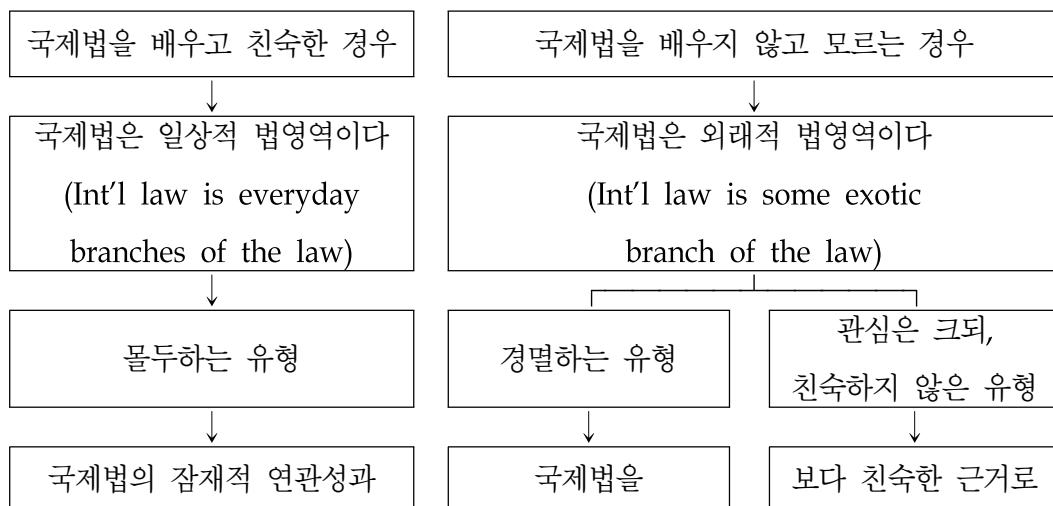 국제법을 배우고 친숙한 경우
국제법을 배우지 않고 모르는 경우
국제법은 일상적 법영역이다
(Int'l law is everyday
branches of the law)
국제법은 외래적 법영역이다
(Int'l law is some exotic
branch of the law)
몰두하는 유형
경멸하는 유형
관심은 크되,
친숙하지 않은 유형
국제법의 잠재적 연관성과
국제법을
보다 친숙한 근거로